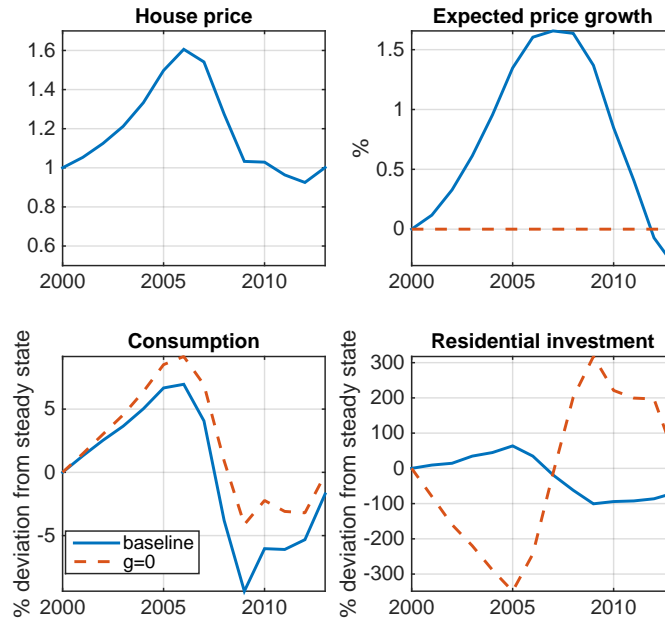 House price
1.6
1.4
1.2
1
0.8
0.6
2000 2005 2010
Expected price growth
%
1.5
1
0.5
0
2000 2005 2010
Consumption
% deviation from steady state
5
0
-5
baseline
g=0
2000 2005 2010
Residential investment
% deviation from steady state
300
200
100
0
-100
-200
-300
2000 2005 2010